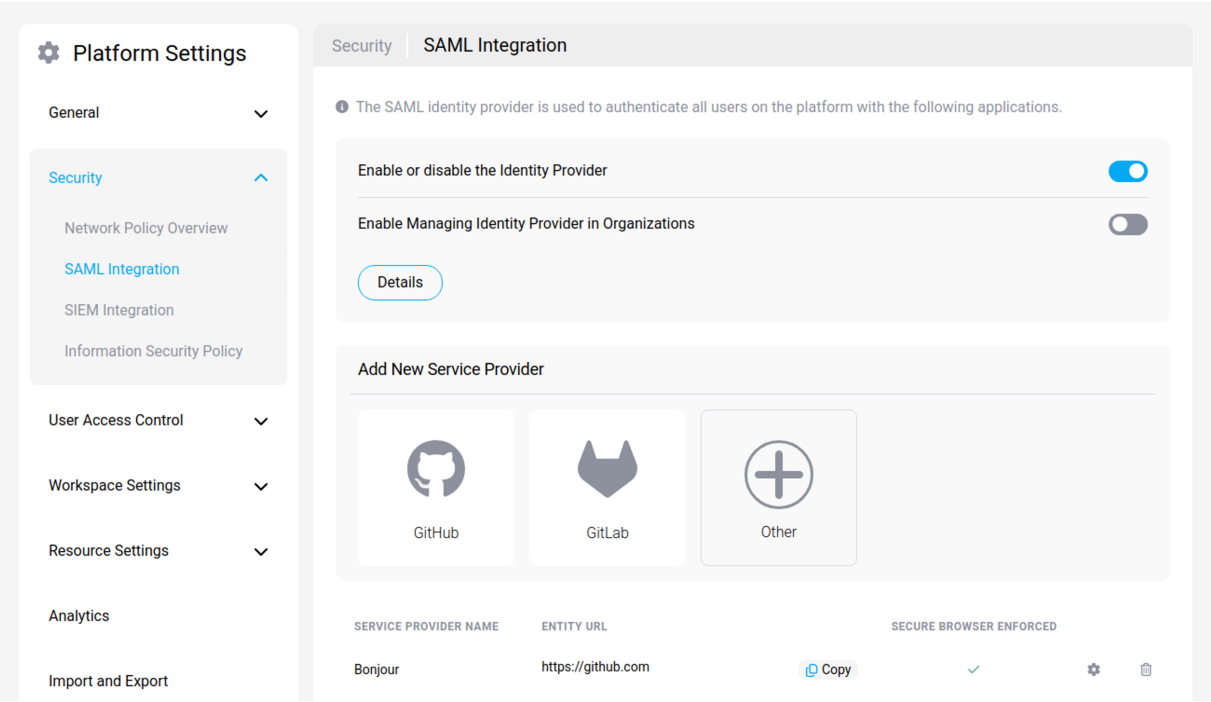 Platform Settings
General
Security
Network Policy Overview
SAML Integration
SIEM Integration
Information Security Policy
User Access Control
Workspace Settings
Resource Settings
Analytics
Import and Export
Security
SAML Integration
The SAML identity provider is used to authenticate all users on the platform with the following applications.
Enable or disable the Identity Provider
Enable Managing Identity Provider in Organizations
Details
Add New Service Provider
GitHub
GitLab
Other
SERVICE PROVIDER NAME
ENTITY URL
SECURE BROWSER ENFORCED
Bonjour
https://github.com
Copy